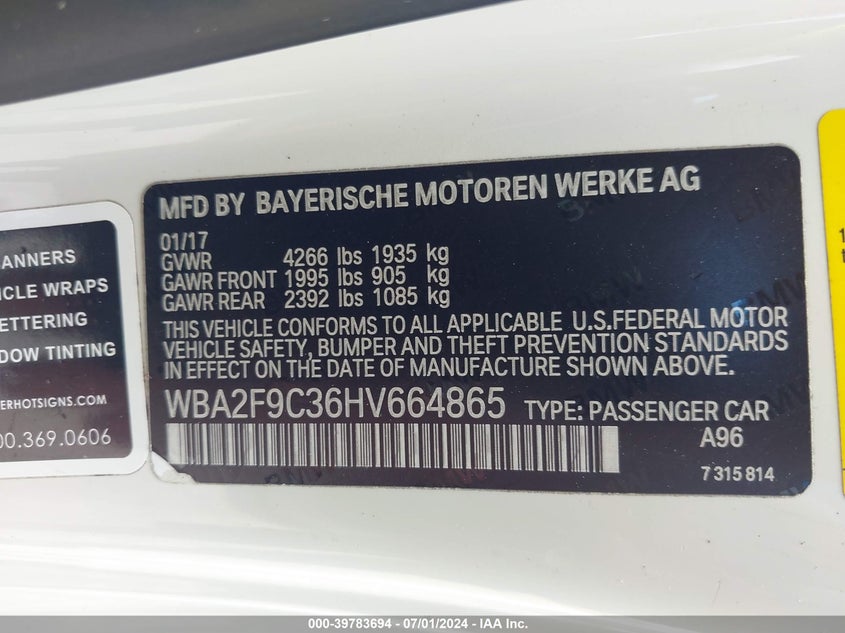 MFD BY BAYERISCHE MOTOREN WERKE AG
01/17
GVWR 4266 lbs 1935 kg
GAWR FRONT 1995 lbs 905 kg
GAWR REAR 2392 lbs 1085 kg
THIS VEHICLE CONFORMS TO ALL APPLICABLE U.S.FEDERAL MOTOR
VEHICLE SAFETY, BUMPER AND THEFT PREVENTION STANDARDS
IN EFFECT ON THE DATE OF MANUFACTURE SHOWN ABOVE.
WBA2F9C36HV664865 TYPE: PASSENGER CAR
A96
7 315 814
ANNERS
ICLE WRAPS
ETTERING
DOW TINTING
ERHOTSIGNS.COM
00.369.0606
000-39783694 - 07/01/2024 - IAA Inc.